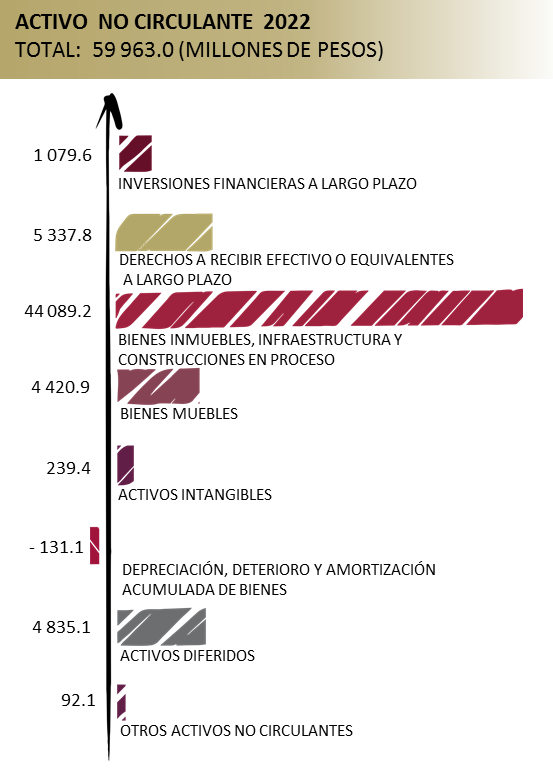 ACTIVO NO CIRCULANTE 2022
TOTAL: 59 963.0 (MILLONES DE PESOS)
1 079.6
INVERSIONES FINANCIERAS A LARGO PLAZO
5 337.8
DERECHOS A RECIBIR EFECTIVO O EQUIVALENTES
A LARGO PLAZO
44 089.2
BIENES INMUEBLES, INFRAESTRUCTURA Y
CONSTRUCCIONES EN PROCESO
4 420.9
BIENES MUEBLES
239.4
ACTIVOS INTANGIBLES
- 131.1
DEPRECIACIÓN, DETERIORO Y AMORTIZACIÓN
ACUMULADA DE BIENES
4 835.1
ACTIVOS DIFERIDOS
92.1
OTROS ACTIVOS NO CIRCULANTES